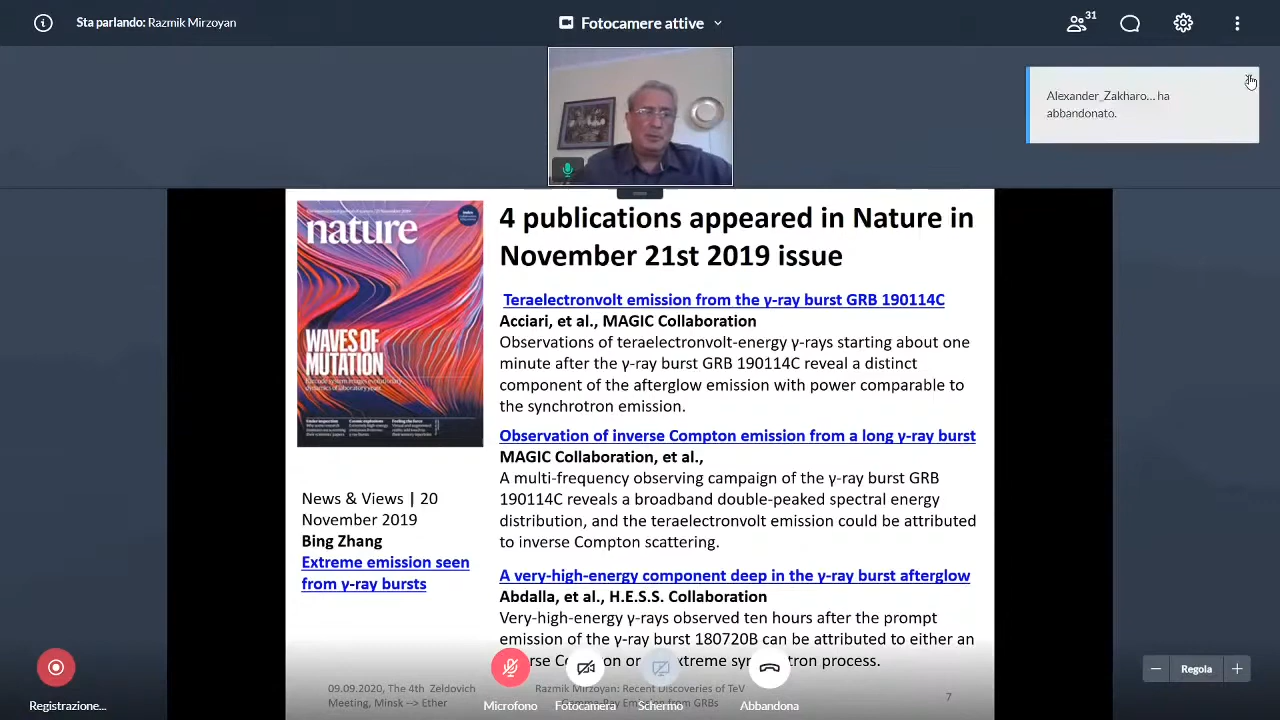 Sta parlando: Razmik Mirzoyan
Fotocamere attive
31
Alexander_Zakharo... ha
abbandonato.
nature
WAVES OF
MUTATION
4 publications appeared in Nature in
November 21st 2019 issue
Teraelectronvolt emission from the γ-ray burst GRB 190114C
Acciari, et al., MAGIC Collaboration
Observations of teraelectronvolt-energy γ-rays starting about one
minute after the γ-ray burst GRB 190114C reveal a distinct
component of the afterglow emission with power comparable to
the synchrotron emission.
Observation of inverse Compton emission from a long γ-ray burst
MAGIC Collaboration, et al.,
A multi-frequency observing campaign of the γ-ray burst GRB
190114C reveals a broadband double-peaked spectral energy
distribution, and the teraelectronvolt emission could be attributed
to inverse Compton scattering.
A very-high-energy component deep in the γ-ray burst afterglow
Abdalla, et al., H.E.S.S. Collaboration
Very-high-energy γ-rays observed ten hours after the prompt
emission of the γ-ray burst 180720B can be attributed to either an
or process.
News & Views | 20
November 2019
Bing Zhang
Extreme emission seen
from γ-ray bursts
09.09.2020, The 4th Zeldovich
Meeting, Minsk --> Ether
Razmik Mirzoyan: Recent Discoveries of TeV
Gamma-Ray Emission from GRBs
7
Registrazione...
Microfono
Fotocamera
Schermo
Abbandona
Regola